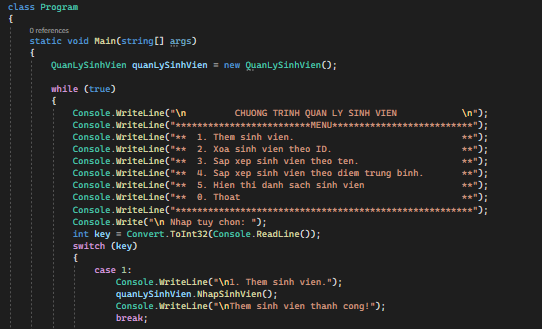 class Program
{
0 references
static void Main(string[] args)
{
QuanLySinhVien quanLySinhVien = new QuanLySinhVien();
while (true)
{
Console.WriteLine("\n         CHUONG TRINH QUAN LY SINH VIEN            \n");
Console.WriteLine("*************************MENU**************************");
Console.WriteLine("**  1. Them sinh vien.                               **");
Console.WriteLine("**  2. Xoa sinh vien theo ID.                        **");
Console.WriteLine("**  3. Sap xep sinh vien theo ten.                   **");
Console.WriteLine("**  4. Sap xep sinh vien theo diem trung binh.       **");
Console.WriteLine("**  5. Hien thi danh sach sinh vien                  **");
Console.WriteLine("**  0. Thoat                                         **");
Console.WriteLine("*******************************************************");
Console.Write("\n Nhap tuy chon: ");
int key = Convert.ToInt32(Console.ReadLine());
switch (key)
{
case 1:
Console.WriteLine("\n1. Them sinh vien.");
quanLySinhVien.NhapSinhVien();
Console.WriteLine("\nThem sinh vien thanh cong!");
break;